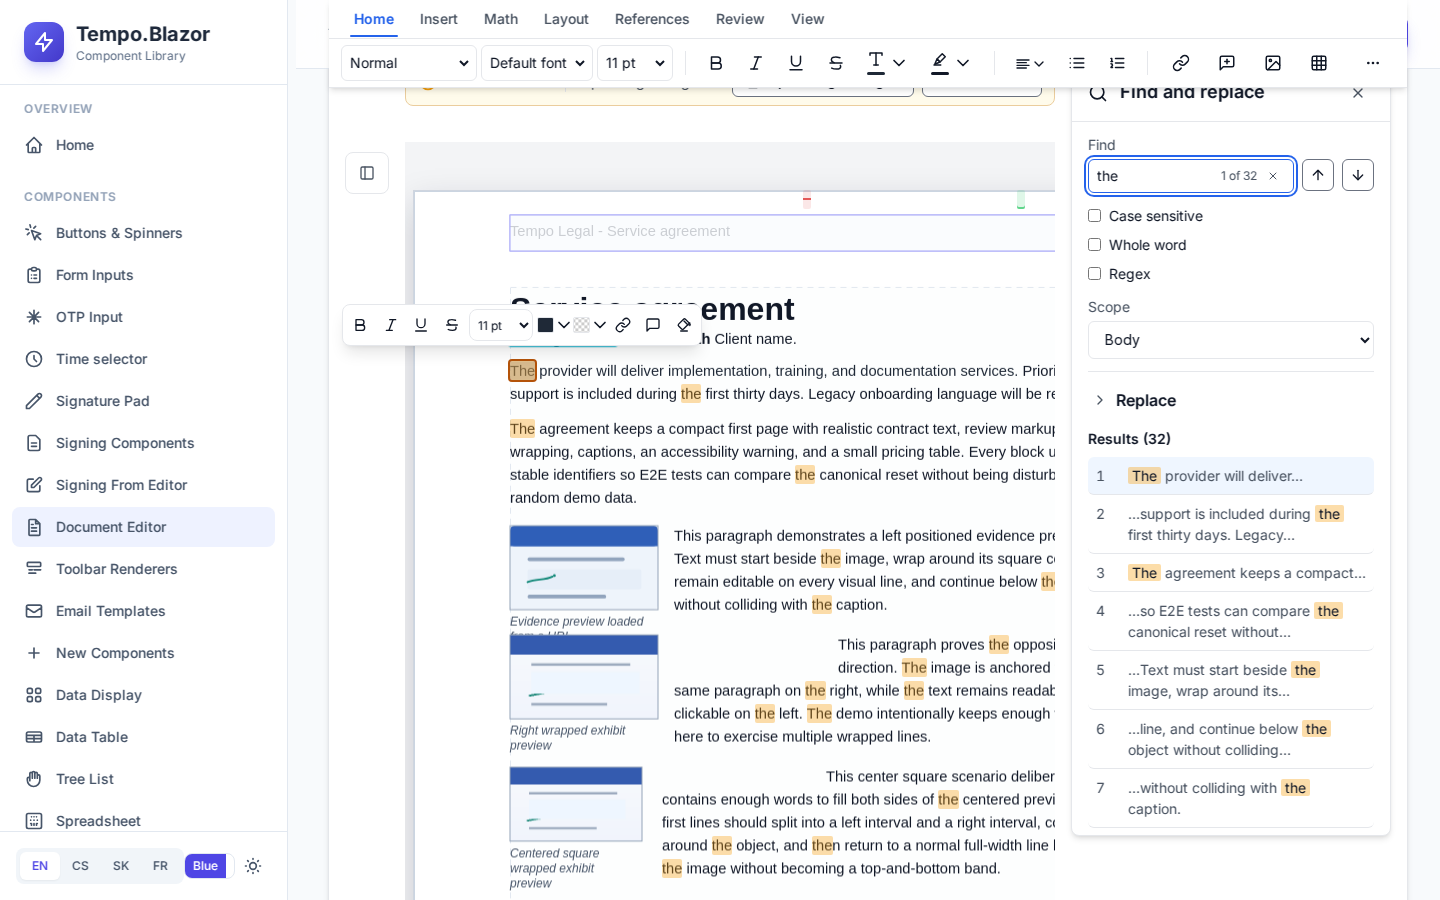 Tempo.Blazor
Component Library
OVERVIEW
Home
COMPONENTS
Buttons & Spinners
Form Inputs
OTP Input
Time selector
Signature Pad
Signing Components
Signing From Editor
Document Editor
Toolbar Renderers
Email Templates
New Components
Data Display
Data Table
Tree List
Spreadsheet
EN CS SK FR Blue
Home Insert Math Layout References Review View
Normal Default font 11 pt
Tempo Legal - Service agreement
Service agreement
11 pt
Client name.
The provider will deliver implementation, training, and documentation services.
support is included during the first thirty days. Legacy onboarding language will be
The agreement keeps a compact first page with realistic contract text, review
wrapping, captions, an accessibility warning, and a small pricing table. Every block
stable identifiers so E2E tests can compare the canonical reset without being
random demo data.
This paragraph demonstrates a left positioned evidence
Text must start beside the image, wrap around its square
remain editable on every visual line, and continue below
without colliding with the caption.
Evidence preview loaded
This paragraph proves the
direction. The image is anchored
same paragraph on the right, while the text remains
clickable on the left. The demo intentionally keeps enough
here to exercise multiple wrapped lines.
Right wrapped exhibit
preview
This center square scenario
contains enough words to fill both sides of the centered
first lines should split into a left interval and a right interval,
around the object, and then return to a normal full-width line
the image without becoming a top-and-bottom band.
Centered square
wrapped exhibit
preview
Find and replace
Find
the 1 of 32
Case sensitive
Whole word
Regex
Scope
Body
Replace
Results (32)
1 The provider will deliver...
2 ...support is included during the
first thirty days. Legacy...
3 The agreement keeps a compact...
4 ...so E2E tests can compare the
canonical reset without...
5 ...Text must start beside the
image, wrap around its...
6 ...line, and continue below the
object without colliding...
7 ...without colliding with the
caption.